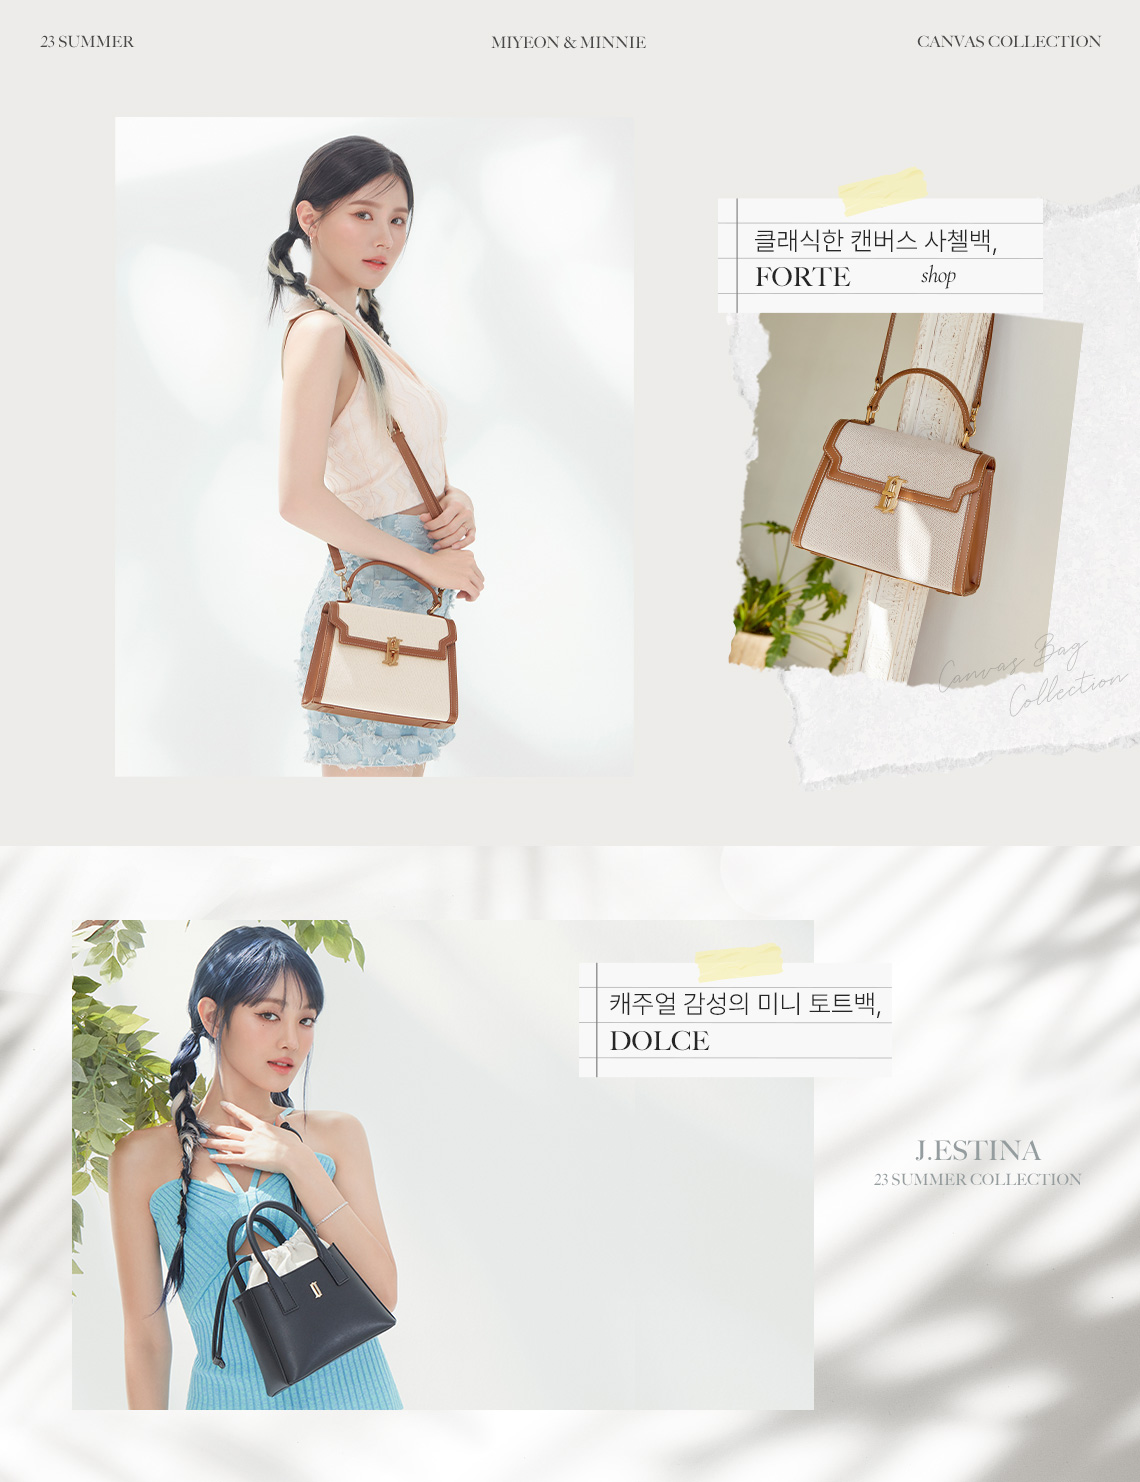 23 SUMMER
MIYEON & MINNIE
CANVAS COLLECTION
클래식한 캔버스 사첼백,
FORTE shop
Canvas Bag
Collection
캐주얼 감성의 미니 토트백,
DOLCE
J.ESTINA
23 SUMMER COLLECTION